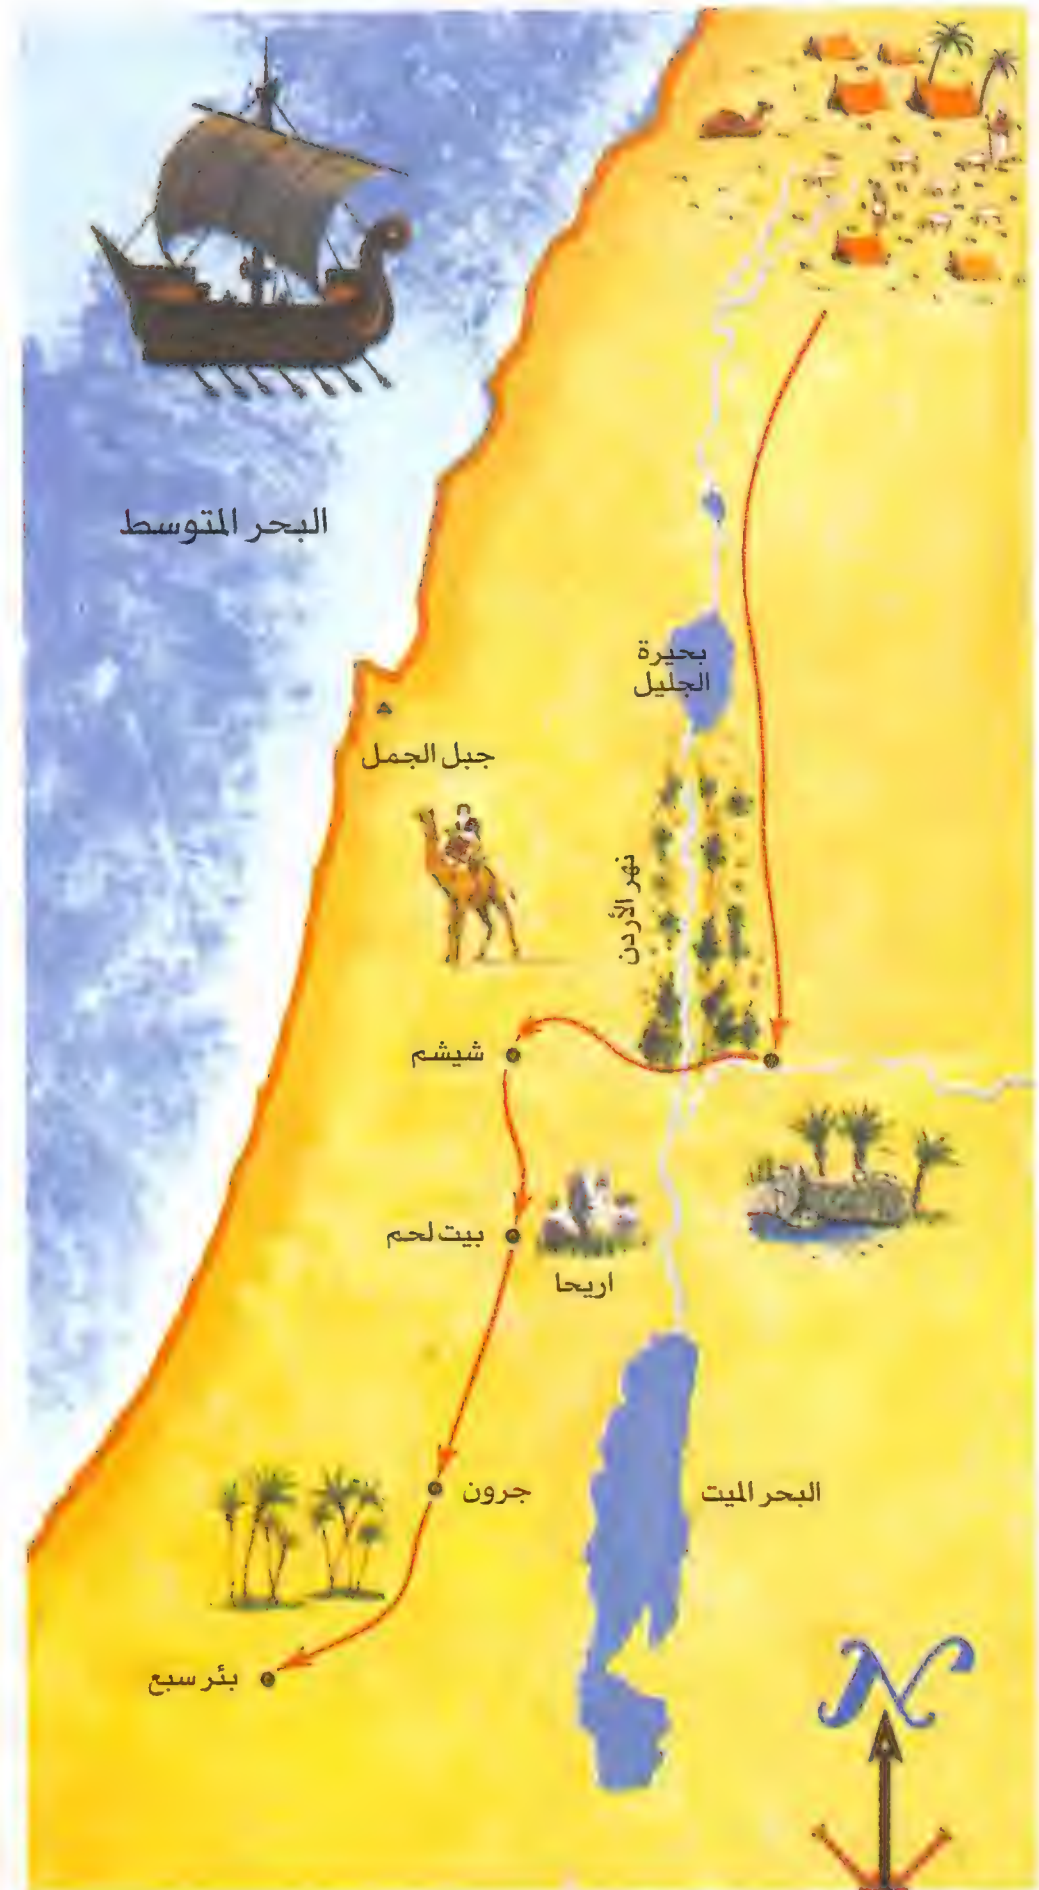 البحر المتوسط
بحيرة
الجليل
جبل الجمل
نهر الأردن
شيشم
بيت لحم
اريحا
جرون
البحر الميت
بئر سبع
N